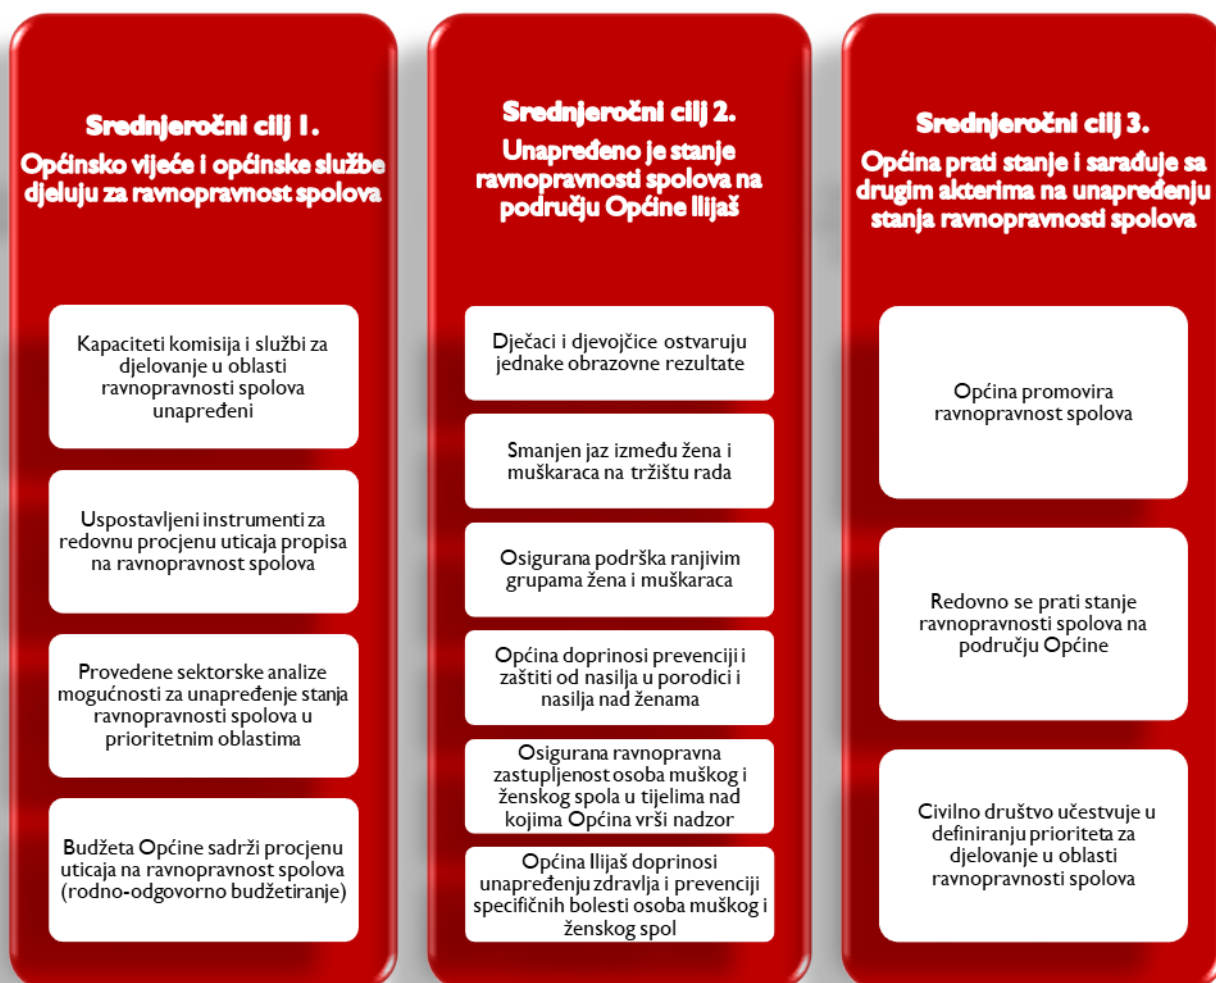 Srednjeročni cilj 1.
Općinsko vijeće i općinske službe
djeluju za ravnopravnost spolova
Kapaciteti komisija i službi za
djelovanje u oblasti
ravnopravnosti spolova
unapređeni
Uspostavljeni instrumenti za
redovnu procjenu uticaja propisa
na ravnopravnost spolova
Provedene sektorske analize
mogućnosti za unapređenje stanja
ravnopravnosti spolova u
prioritetnim oblastima
Budžeta Općine sadrži procjenu
uticaja na ravnopravnost spolova
(rodno-odgovorno budžetiranje)
Srednjeročni cilj 2.
Unapređeno je stanje
ravnopravnosti spolova na
području Općine Ilijaš
Dječaci i djevojčice ostvaruju
jednake obrazovne rezultate
Smanjen jaz između žena i
muškaraca na tržištu rada
Osigurana podrška ranjivim
grupama žena i muškaraca
Općina doprinosi prevenciji i
zaštiti od nasilja u porodici i
nasilja nad ženama
Osigurana ravnopravna
zastupljenost osoba muškog i
ženskog spola u tijelima nad
kojima Općina vrši nadzor
Općina Ilijaš doprinosi
unapređenju zdravlja i prevenciji
specifičnih bolesti osoba muškog i
ženskog spol
Srednjeročni cilj 3.
Općina prati stanje i sarađuje sa
drugim akterima na unapređenju
stanja ravnopravnosti spolova
Općina promovira
ravnopravnost spolova
Redovno se prati stanje
ravnopravnosti spolova na
području Općine
Civilno društvo učestvuje u
definiranju prioriteta za
djelovanje u oblasti
ravnopravnosti spolova